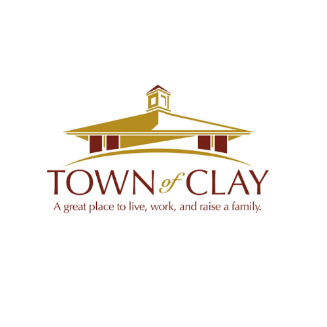 TOWN of CLAY
A great place to live, work, and raise a family.